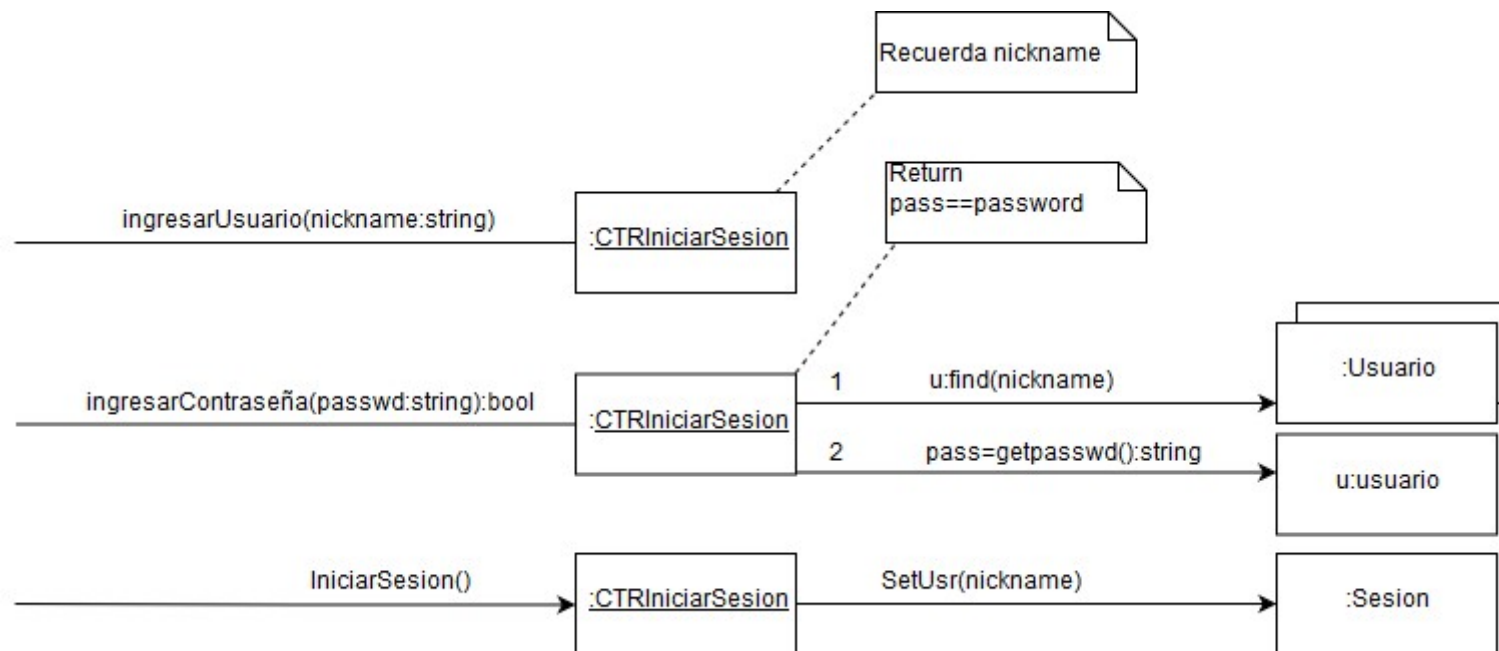 Recuerda nickname
Return
pass==password
ingresarUsuario(nickname:string)
:CTRIniciarSesion
ingresarContraseña(passwd:string):bool
:CTRIniciarSesion
1
u:find(nickname)
:Usuario
2
pass=getpasswd():string
u:usuario
IniciarSesion()
:CTRIniciarSesion
SetUsr(nickname)
:Sesion